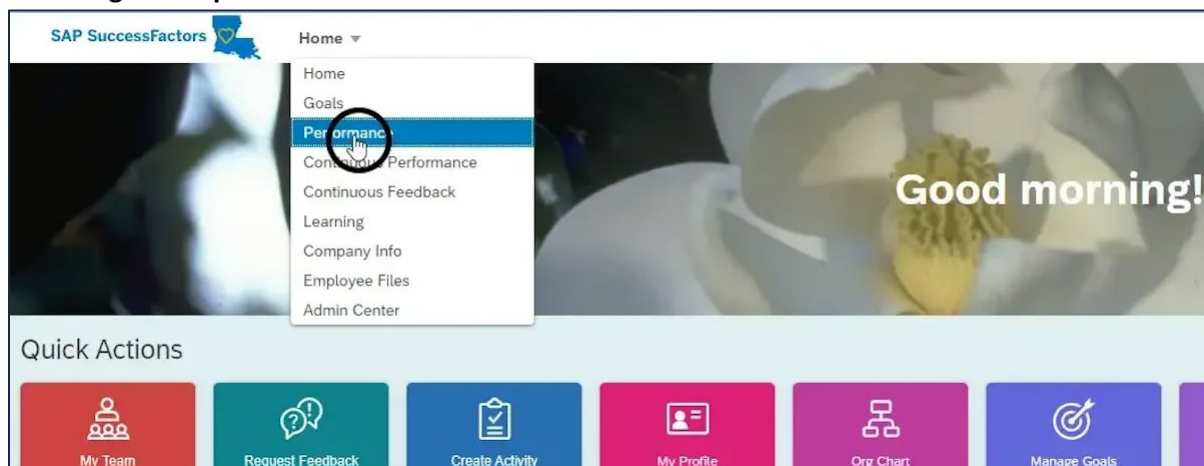 SAP SuccessFactors
Home
Home
Goals
Performance
Continuous Performance
Continuous Feedback
Learning
Company Info
Employee Files
Admin Center
Good morning!
Quick Actions
My Team
Request Feedback
Create Activity
My Profile
Org Chart
Manage Goals